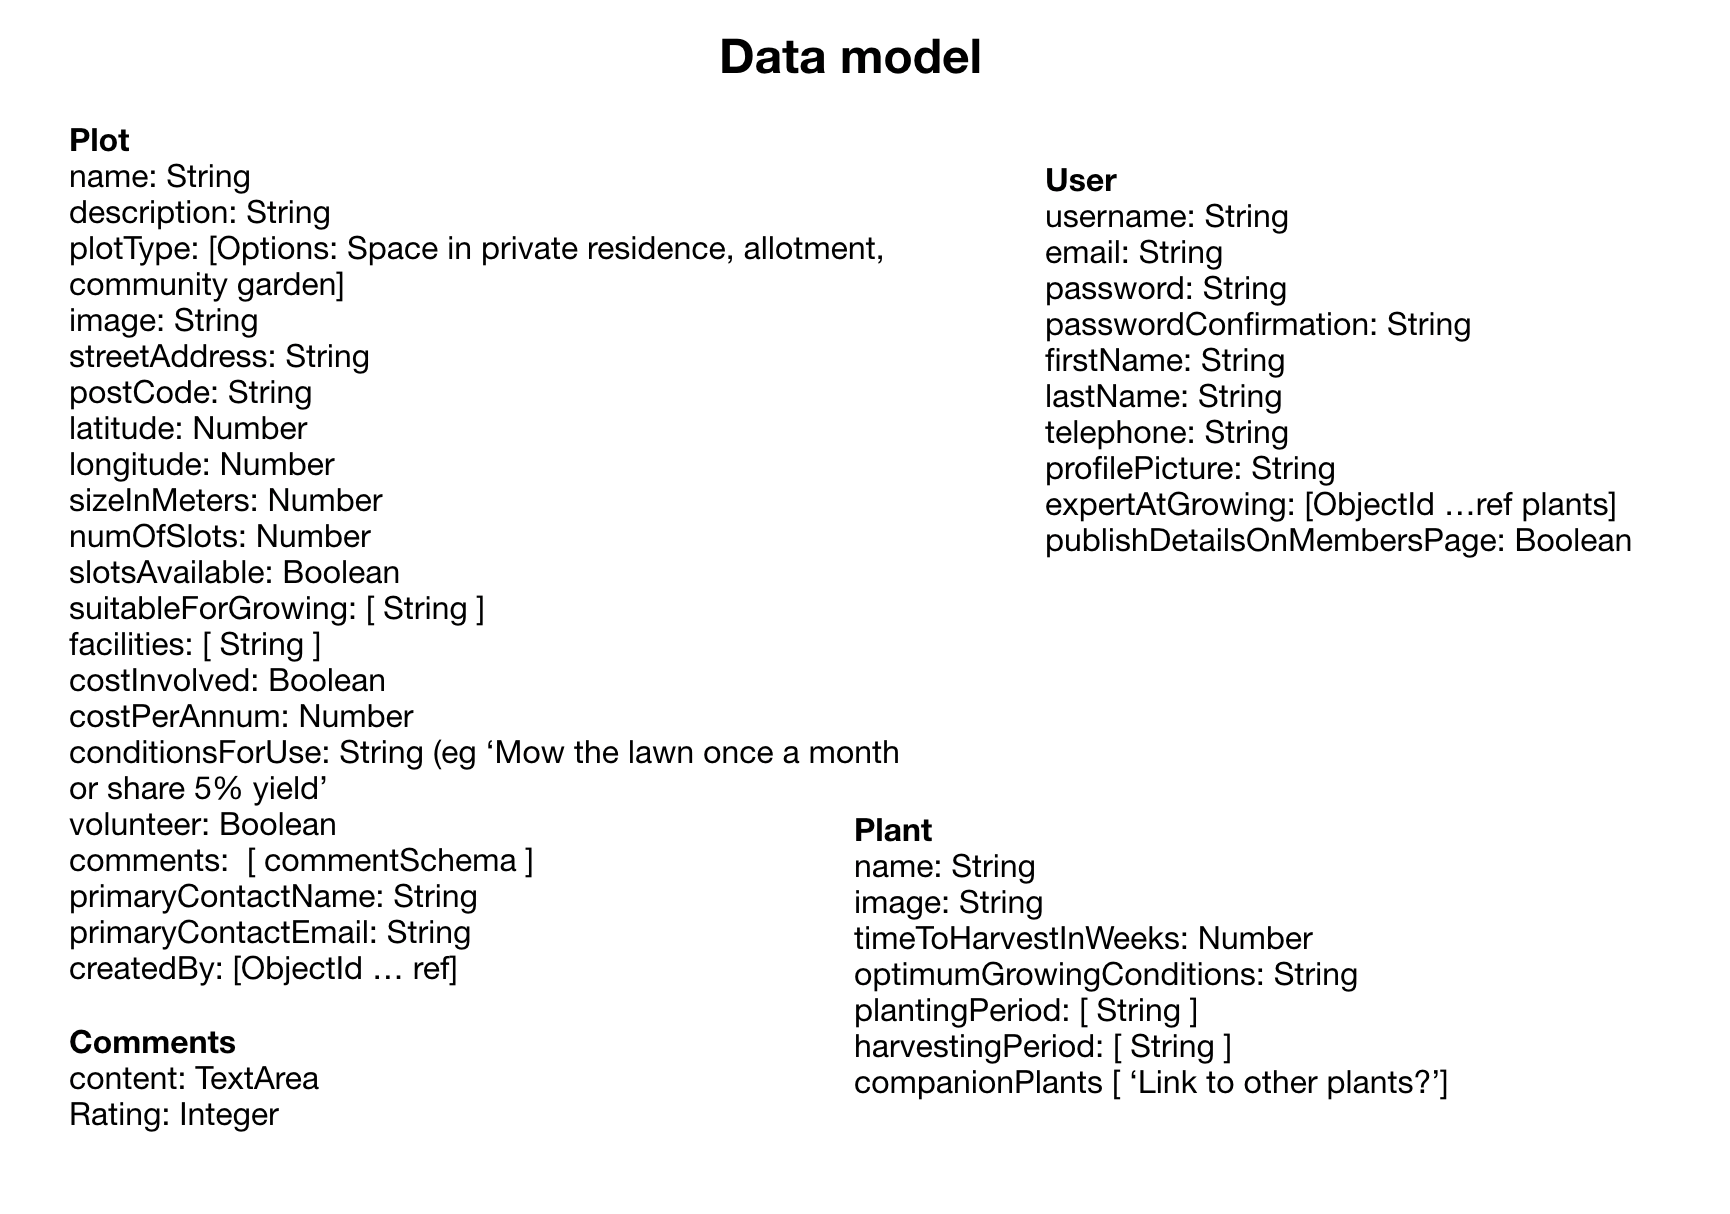 Data model
Plot
name: String
description: String
plotType: [Options: Space in private residence, allotment,
community garden]
image: String
streetAddress: String
postCode: String
latitude: Number
longitude: Number
sizeInMeters: Number
numOfSlots: Number
slotsAvailable: Boolean
suitableForGrowing: [ String ]
facilities: [ String ]
costInvolved: Boolean
costPerAnnum: Number
conditionsForUse: String (eg ‘Mow the lawn once a month
or share 5% yield’
volunteer: Boolean
comments:  [ commentSchema ]
primaryContactName: String
primaryContactEmail: String
createdBy: [ObjectId … ref]
Comments
content: TextArea
Rating: Integer
User
username: String
email: String
password: String
passwordConfirmation: String
firstName: String
lastName: String
telephone: String
profilePicture: String
expertAtGrowing: [ObjectId …ref plants]
publishDetailsOnMembersPage: Boolean
Plant
name: String
image: String
timeToHarvestInWeeks: Number
optimumGrowingConditions: String
plantingPeriod: [ String ]
harvestingPeriod: [ String ]
companionPlants [ ‘Link to other plants?’]